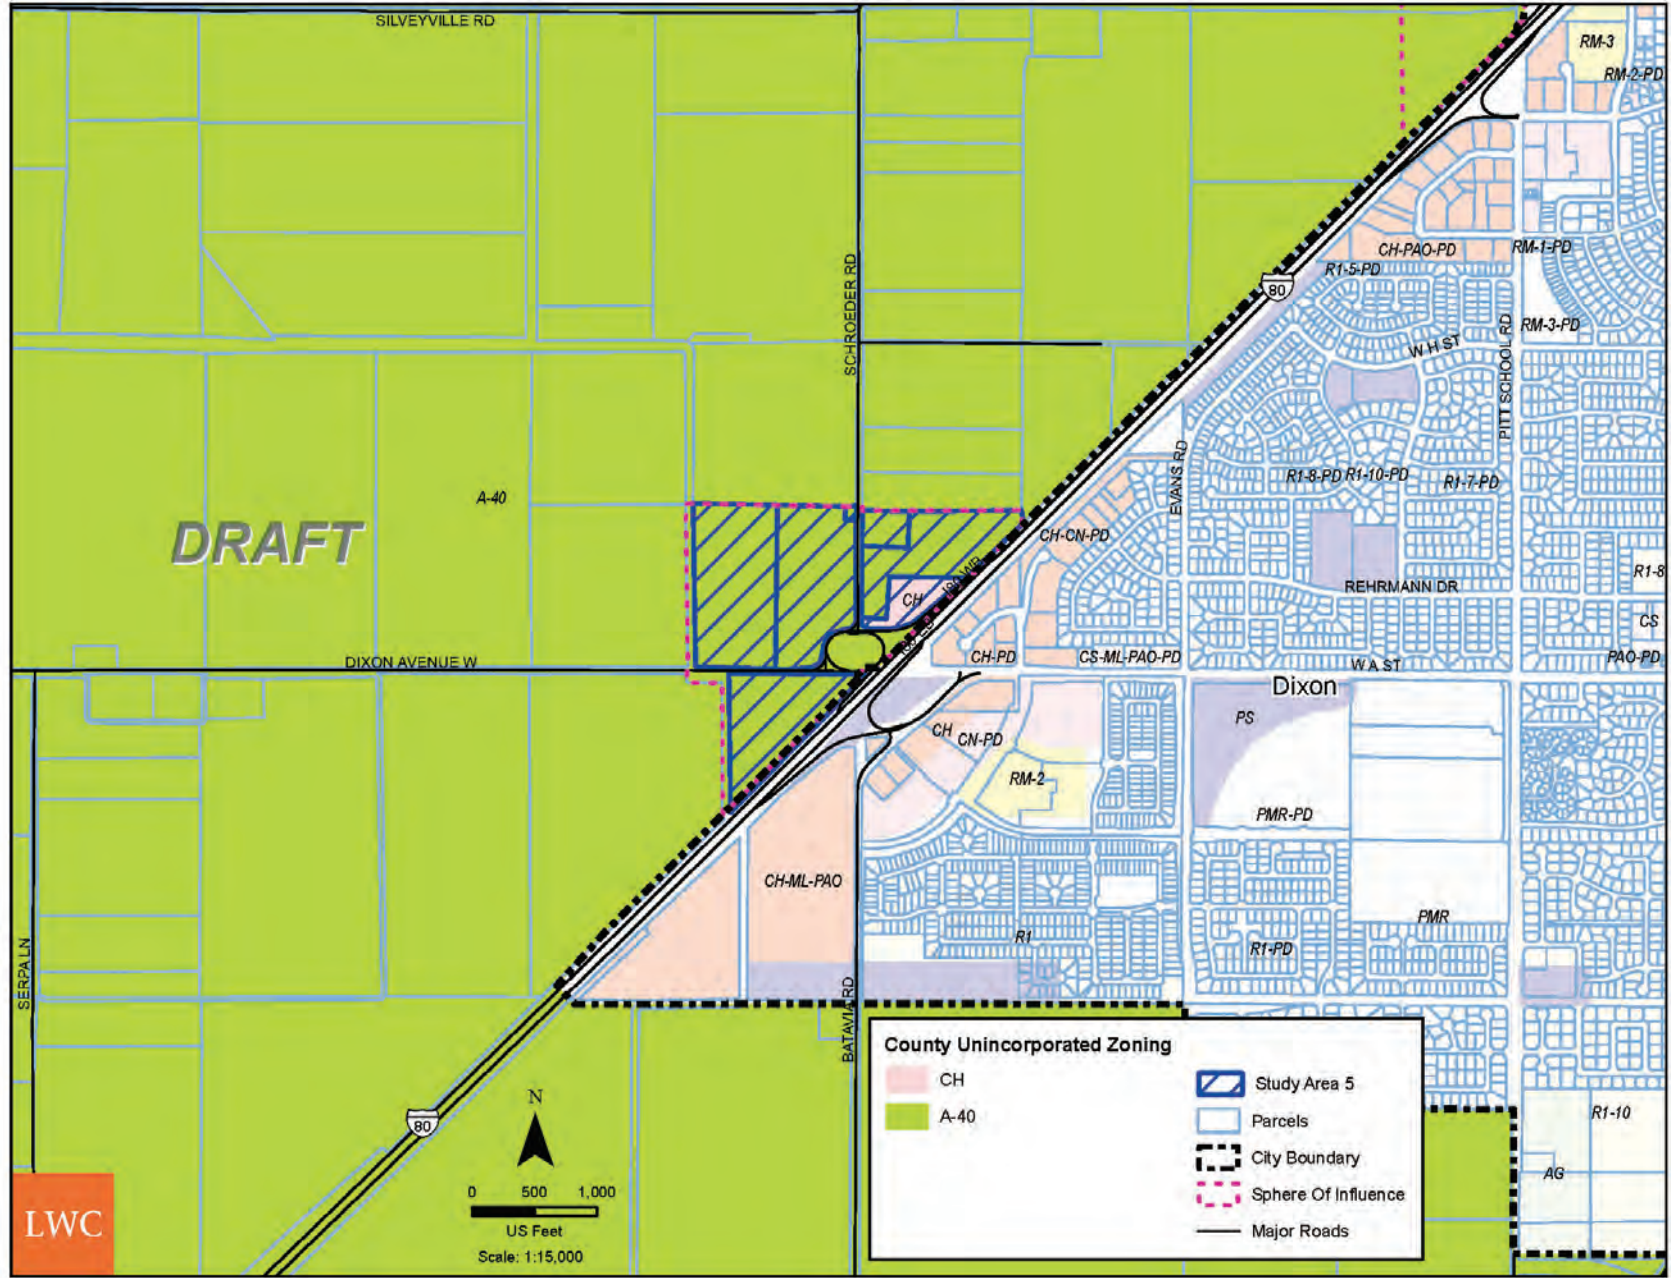 SILVEYVILLE RD
RM-3
RM-2-PD
CH-PAO-PD
RM-1-PD
R1-5-PD
80
SCHROEDER RD
RM-3-PD
W H ST
PITT SCHOOL RD
EVANS RD
R1-8-PD
R1-10-PD
R1-7-PD
A-40
DRAFT
CH-CN-PD
I80 WB
R1-8
REHRMANN DR
CH
CS
DIXON AVENUE W
CH-PD
CS-ML-PAO-PD
W A ST
PAO-PD
Dixon
PS
CH
CN-PD
RM-2
PMR-PD
CH-ML-PAO
PMR
R1
R1-PD
SERPA LN
BATAVIA RD
County Unincorporated Zoning
CH
A-40
Study Area 5
Parcels
City Boundary
Sphere Of Influence
Major Roads
R1-10
AG
80
N
0 500 1,000
US Feet
Scale: 1:15,000
LWC